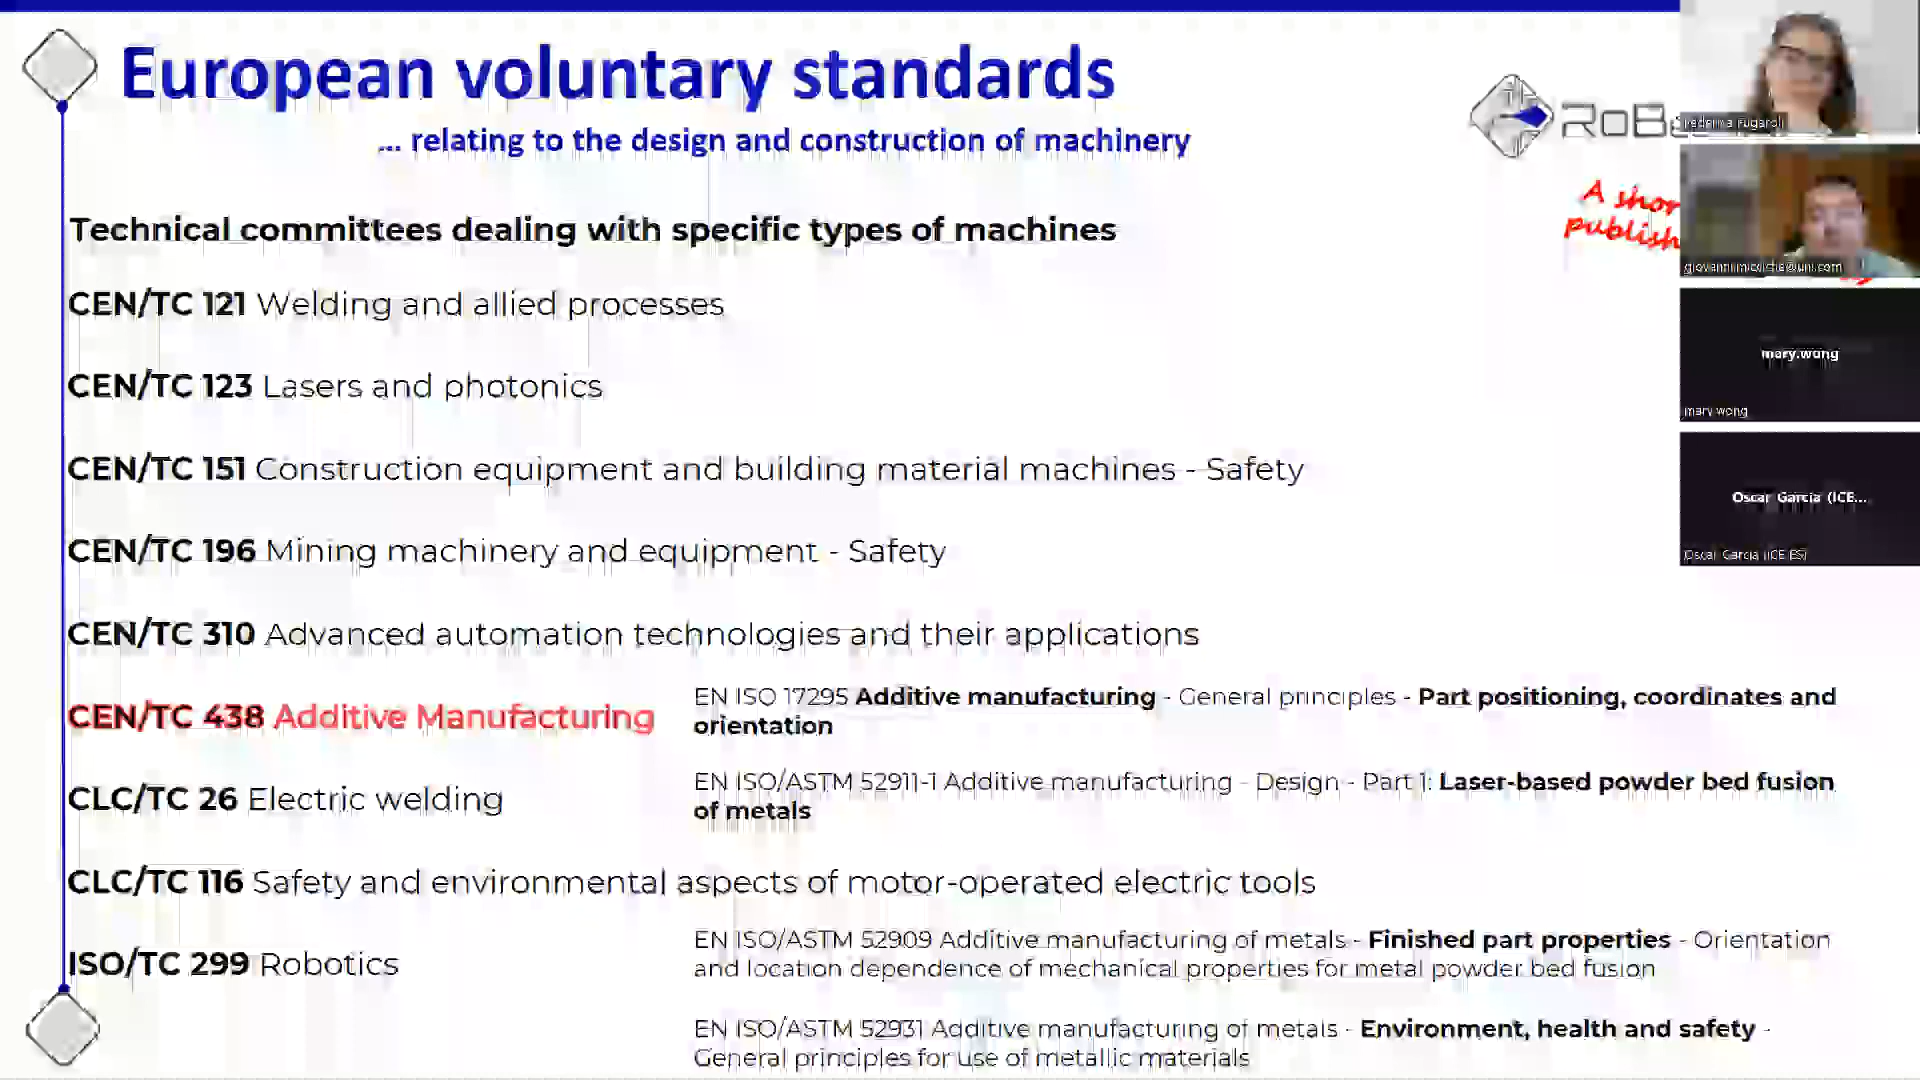 European voluntary standards
... relating to the design and construction of machinery
RoB
A shor
publish
Technical committees dealing with specific types of machines
CEN/TC 121 Welding and allied processes
CEN/TC 123 Lasers and photonics
CEN/TC 151 Construction equipment and building material machines - Safety
CEN/TC 196 Mining machinery and equipment - Safety
CEN/TC 310 Advanced automation technologies and their applications
CEN/TC 438 Additive Manufacturing
EN ISO 17295 Additive manufacturing - General principles - Part positioning, coordinates and
orientation
CLC/TC 26 Electric welding
EN ISO/ASTM 52911-1 Additive manufacturing - Design - Part 1: Laser-based powder bed fusion
of metals
CLC/TC 116 Safety and environmental aspects of motor-operated electric tools
ISO/TC 299 Robotics
EN ISO/ASTM 52909 Additive manufacturing of metals - Finished part properties - Orientation
and location dependence of mechanical properties for metal powder bed fusion
EN ISO/ASTM 52931 Additive manufacturing of metals - Environment, health and safety -
General principles for use of metallic materials
mary.wong
mary wong
Oscar Garcia (ICE...
Oscar Garcia (ICE ES)